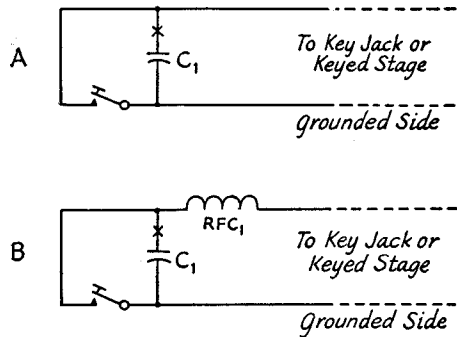 A
C1
To Key Jack or
Keyed Stage
Grounded Side
B
RFC1
C1
To Key Jack or
Keyed Stage
Grounded Side